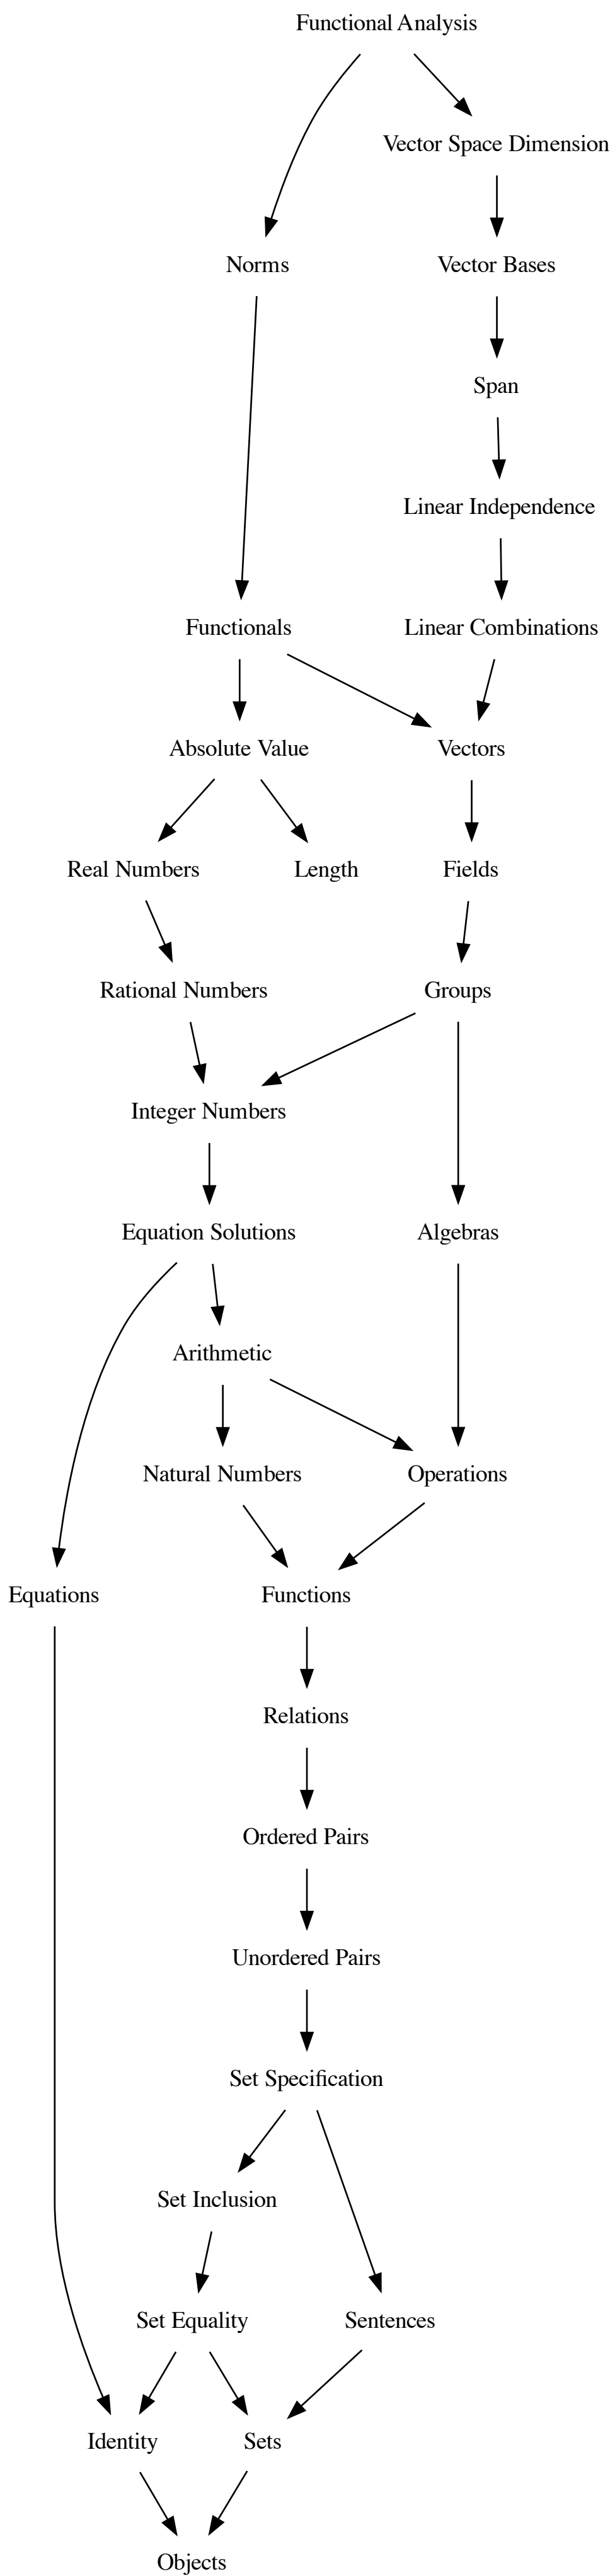 Functional Analysis
Vector Space Dimension
Norms
Vector Bases
Span
Linear Independence
Functionals
Linear Combinations
Absolute Value
Vectors
Real Numbers
Length
Fields
Rational Numbers
Groups
Integer Numbers
Equation Solutions
Algebras
Arithmetic
Natural Numbers
Operations
Equations
Functions
Relations
Ordered Pairs
Unordered Pairs
Set Specification
Set Inclusion
Set Equality
Sentences
Identity
Sets
Objects